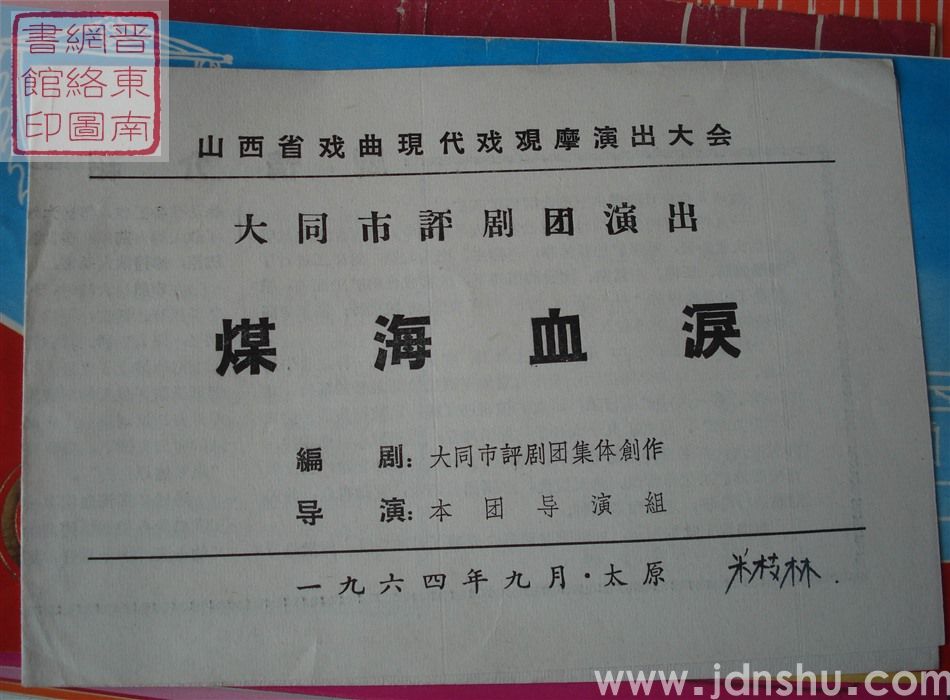 晋東南
網絡圖
書館印
山西省戏曲現代戏观摩演出大会
大同市評剧团演出
煤海血淚
編剧：大同市評剧团集体創作
导演：本团导演組
一九六四年九月·太原
米枝林.
www.jdnshu.com